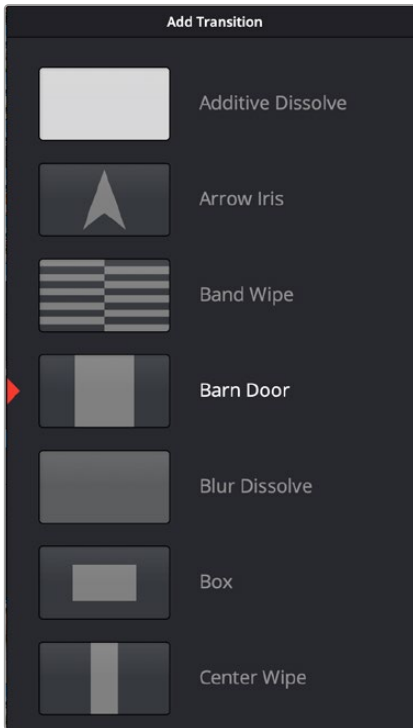 Add Transition
Additive Dissolve
Arrow Iris
Band Wipe
Barn Door
Blur Dissolve
Box
Center Wipe